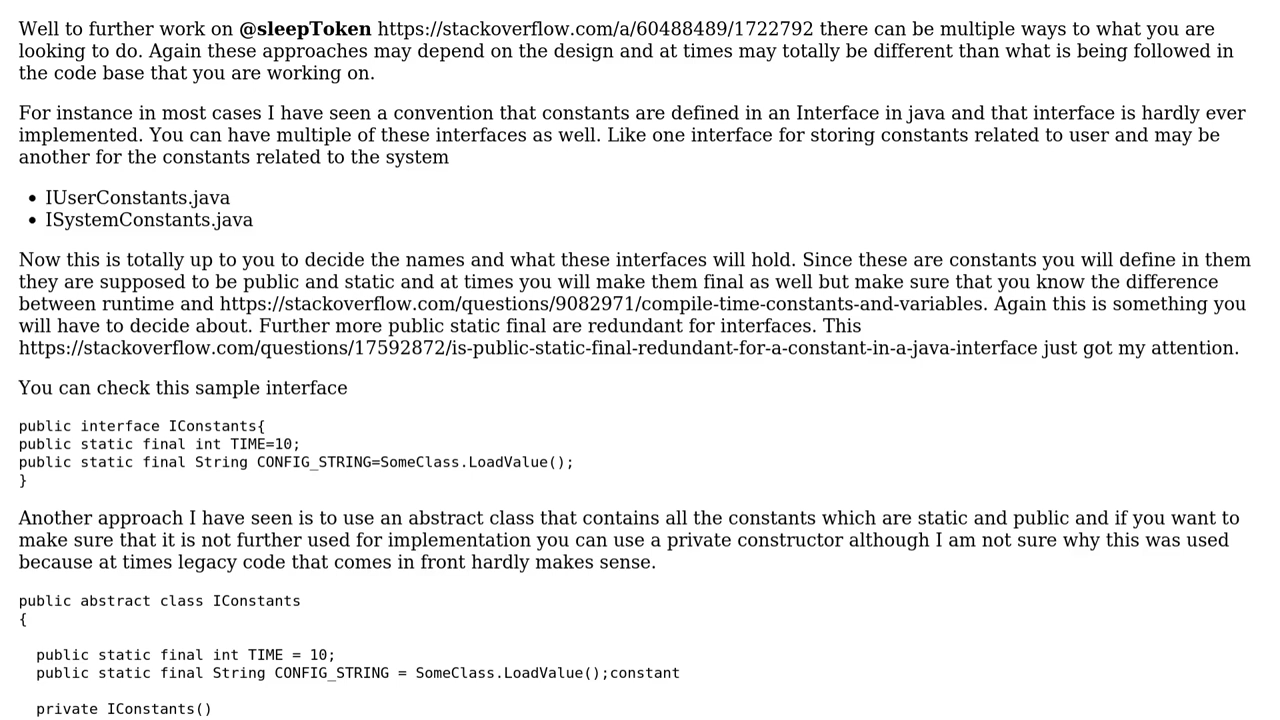 Well to further work on @sleepToken https://stackoverflow.com/a/60488489/1722792 there can be multiple ways to what you are
looking to do. Again these approaches may depend on the design and at times may totally be different than what is being followed in
the code base that you are working on.
For instance in most cases I have seen a convention that constants are defined in an Interface in java and that interface is hardly ever
implemented. You can have multiple of these interfaces as well. Like one interface for storing constants related to user and may be
another for the constants related to the system
• IUserConstants.java
• ISystemConstants.java
Now this is totally up to you to decide the names and what these interfaces will hold. Since these are constants you will define in them
they are supposed to be public and static and at times you will make them final as well but make sure that you know the difference
between runtime and https://stackoverflow.com/questions/9082971/compile-time-constants-and-variables. Again this is something you
will have to decide about. Further more public static final are redundant for interfaces. This
https://stackoverflow.com/questions/17592872/is-public-static-final-redundant-for-a-constant-in-a-java-interface just got my attention.
You can check this sample interface
public interface IConstants{
public static final int TIME=10;
public static final String CONFIG_STRING=SomeClass.LoadValue();
}
Another approach I have seen is to use an abstract class that contains all the constants which are static and public and if you want to
make sure that it is not further used for implementation you can use a private constructor although I am not sure why this was used
because at times legacy code that comes in front hardly makes sense.
public abstract class IConstants
{
  public static final int TIME = 10;
  public static final String CONFIG_STRING = SomeClass.LoadValue();constant
  private IConstants()